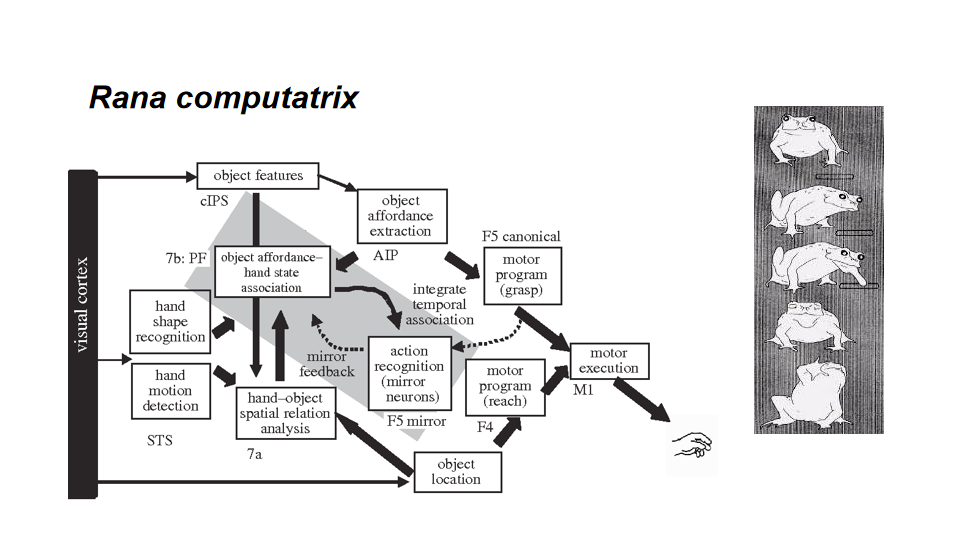 Rana computatrix
visual cortex
object features
cIPS
object
affordance
extraction
AIP
7b: PF
object affordance–
hand state
association
F5 canonical
motor
program
(grasp)
integrate
temporal
association
hand
shape
recognition
hand
motion
detection
STS
mirror
feedback
action
recognition
(mirror
neurons)
F5 mirror
motor
program
(reach)
F4
motor
execution
M1
hand–object
spatial relation
analysis
7a
object
location